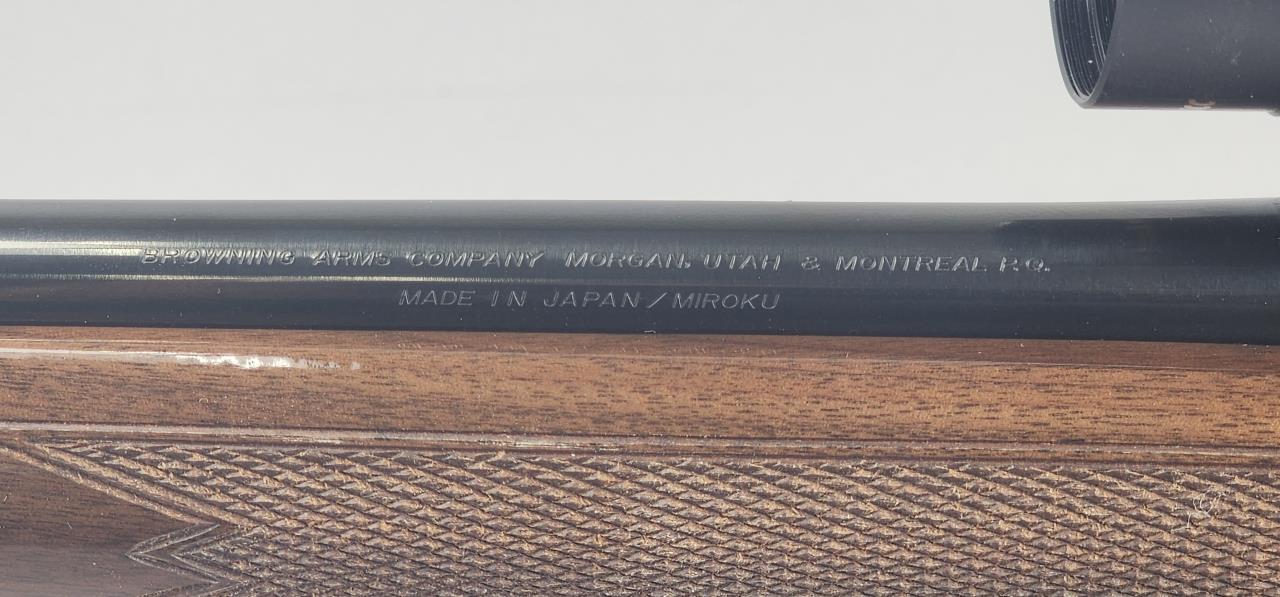 BROWNING ARMS COMPANY MORGAN, UTAH & MONTREAL P.Q.
MADE IN JAPAN/MIROKU